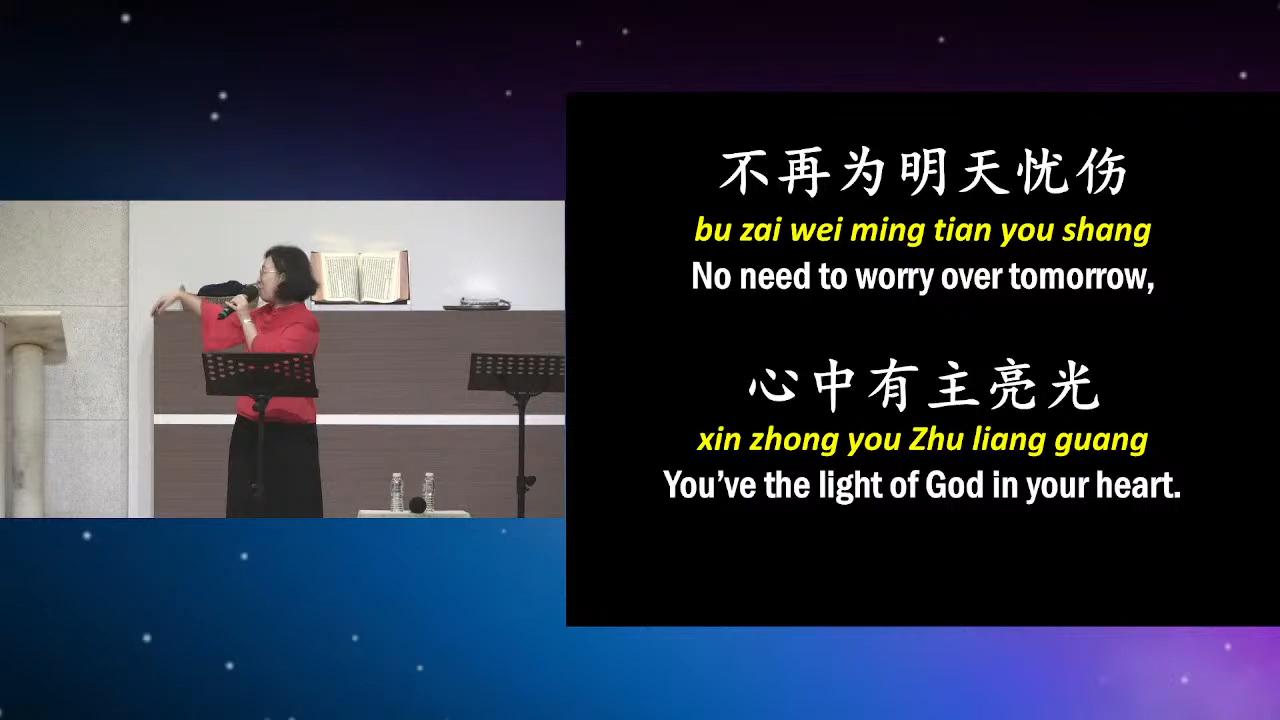 不再为明天忧伤
bu zai wei ming tian you shang
No need to worry over tomorrow,
心中有主亮光
xin zhong you Zhu liang guang
You've the light of God in your heart.